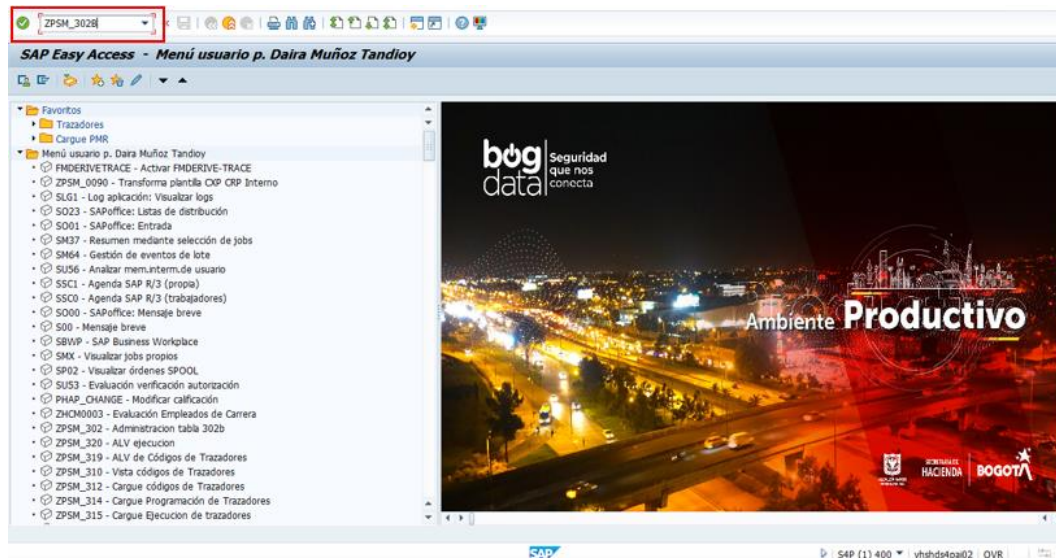 ZPSM_302B
SAP Easy Access - Menú usuario p. Daira Muñoz Tandioy
Favoritos
Trazadores
Cargue PMR
Menú usuario p. Daira Muñoz Tandioy
FMDERIVETRACE - Activar FMDERIVE-TRACE
ZPSM_0090 - Transforma plantilla CXP CRP Interno
SLG1 - Log aplicación: Visualizar logs
SO23 - SAPoffice: Listas de distribución
SO01 - SAPoffice: Entrada
SM37 - Resumen mediante selección de jobs
SM64 - Gestión de eventos de lote
SU56 - Analizar mem.interm.de usuario
SSC1 - Agenda SAP R/3 (propia)
SSC0 - Agenda SAP R/3 (trabajadores)
SO00 - SAPoffice: Mensaje breve
S00 - Mensaje breve
SBWP - SAP Business Workplace
SMX - Visualizar jobs propios
SP02 - Visualizar órdenes SPOOL
SU53 - Evaluación verificación autorización
PHAP_CHANGE - Modificar calificación
ZHCM0003 - Evaluación Empleados de Carrera
ZPSM_302 - Administracion tabla 302b
ZPSM_320 - ALV ejecucion
ZPSM_319 - ALV de Códigos de Trazadores
ZPSM_310 - Vista códigos de Trazadores
ZPSM_312 - Cargue códigos de Trazadores
ZPSM_314 - Cargue Programación de Trazadores
ZPSM_315 - Cargue Ejecucion de trazadores
bog
data
Seguridad
que nos
conecta
Ambiente Productivo
SECRETARÍA DE
HACIENDA
BOGOTÁ
SAP
S4P (1) 400
vhshds4pai02
OVR